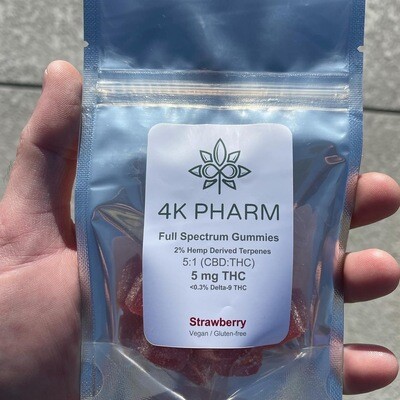 4K PHARM
Full Spectrum Gummies
2% Hemp Derived Terpenes
5:1 (CBD:THC)
5 mg THC
<0.3% Delta-9 THC
Strawberry
Vegan / Gluten-free